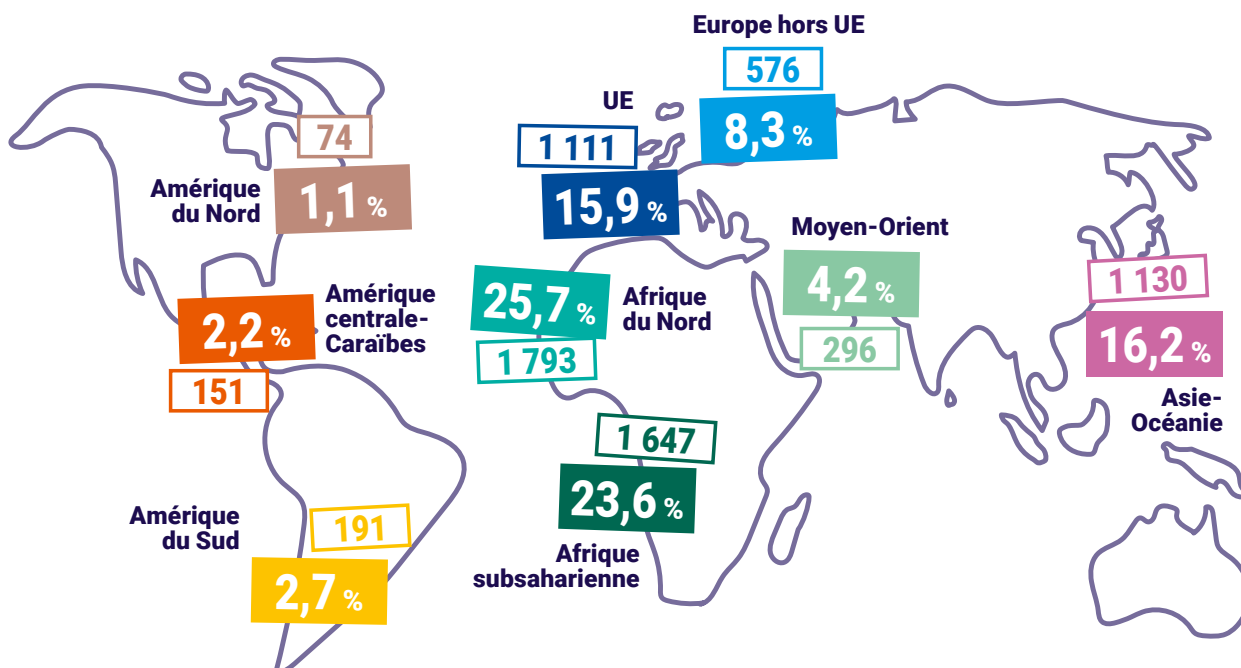 Europe hors UE
576
8,3 %
UE
1 111
15,9 %
74
1,1 %
Amérique
du Nord
Moyen-Orient
4,2 %
296
1 130
16,2 %
Asie-
Océanie
2,2 %
151
Amérique
centrale-
Caraïbes
25,7 %
1 793
Afrique
du Nord
1 647
23,6 %
Afrique
subsaharienne
Amérique
du Sud
191
2,7 %